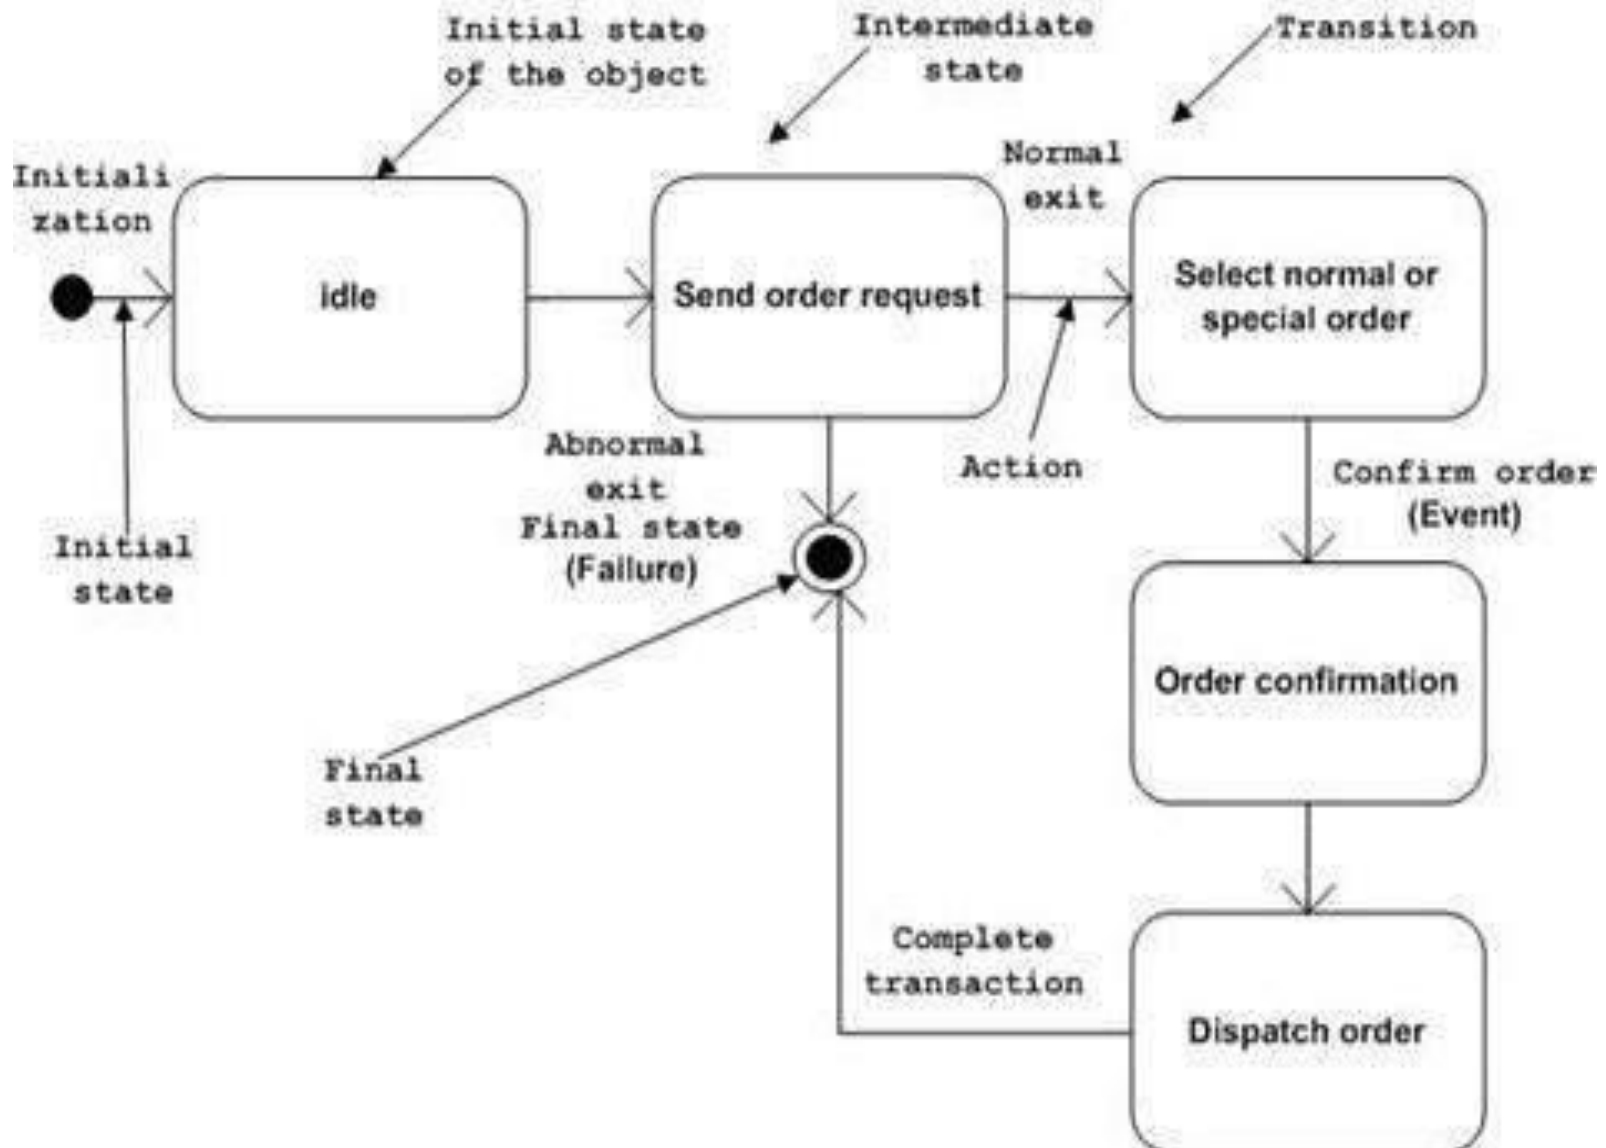 Initial state
of the object
Intermediate
state
Transition
Initiali
zation
Normal
exit
idle
Send order request
Select normal or
special order
Abnormal
exit
Final state
(Failure)
Action
Confirm order
(Event)
Initial
state
Order confirmation
Final
state
Complete
transaction
Dispatch order